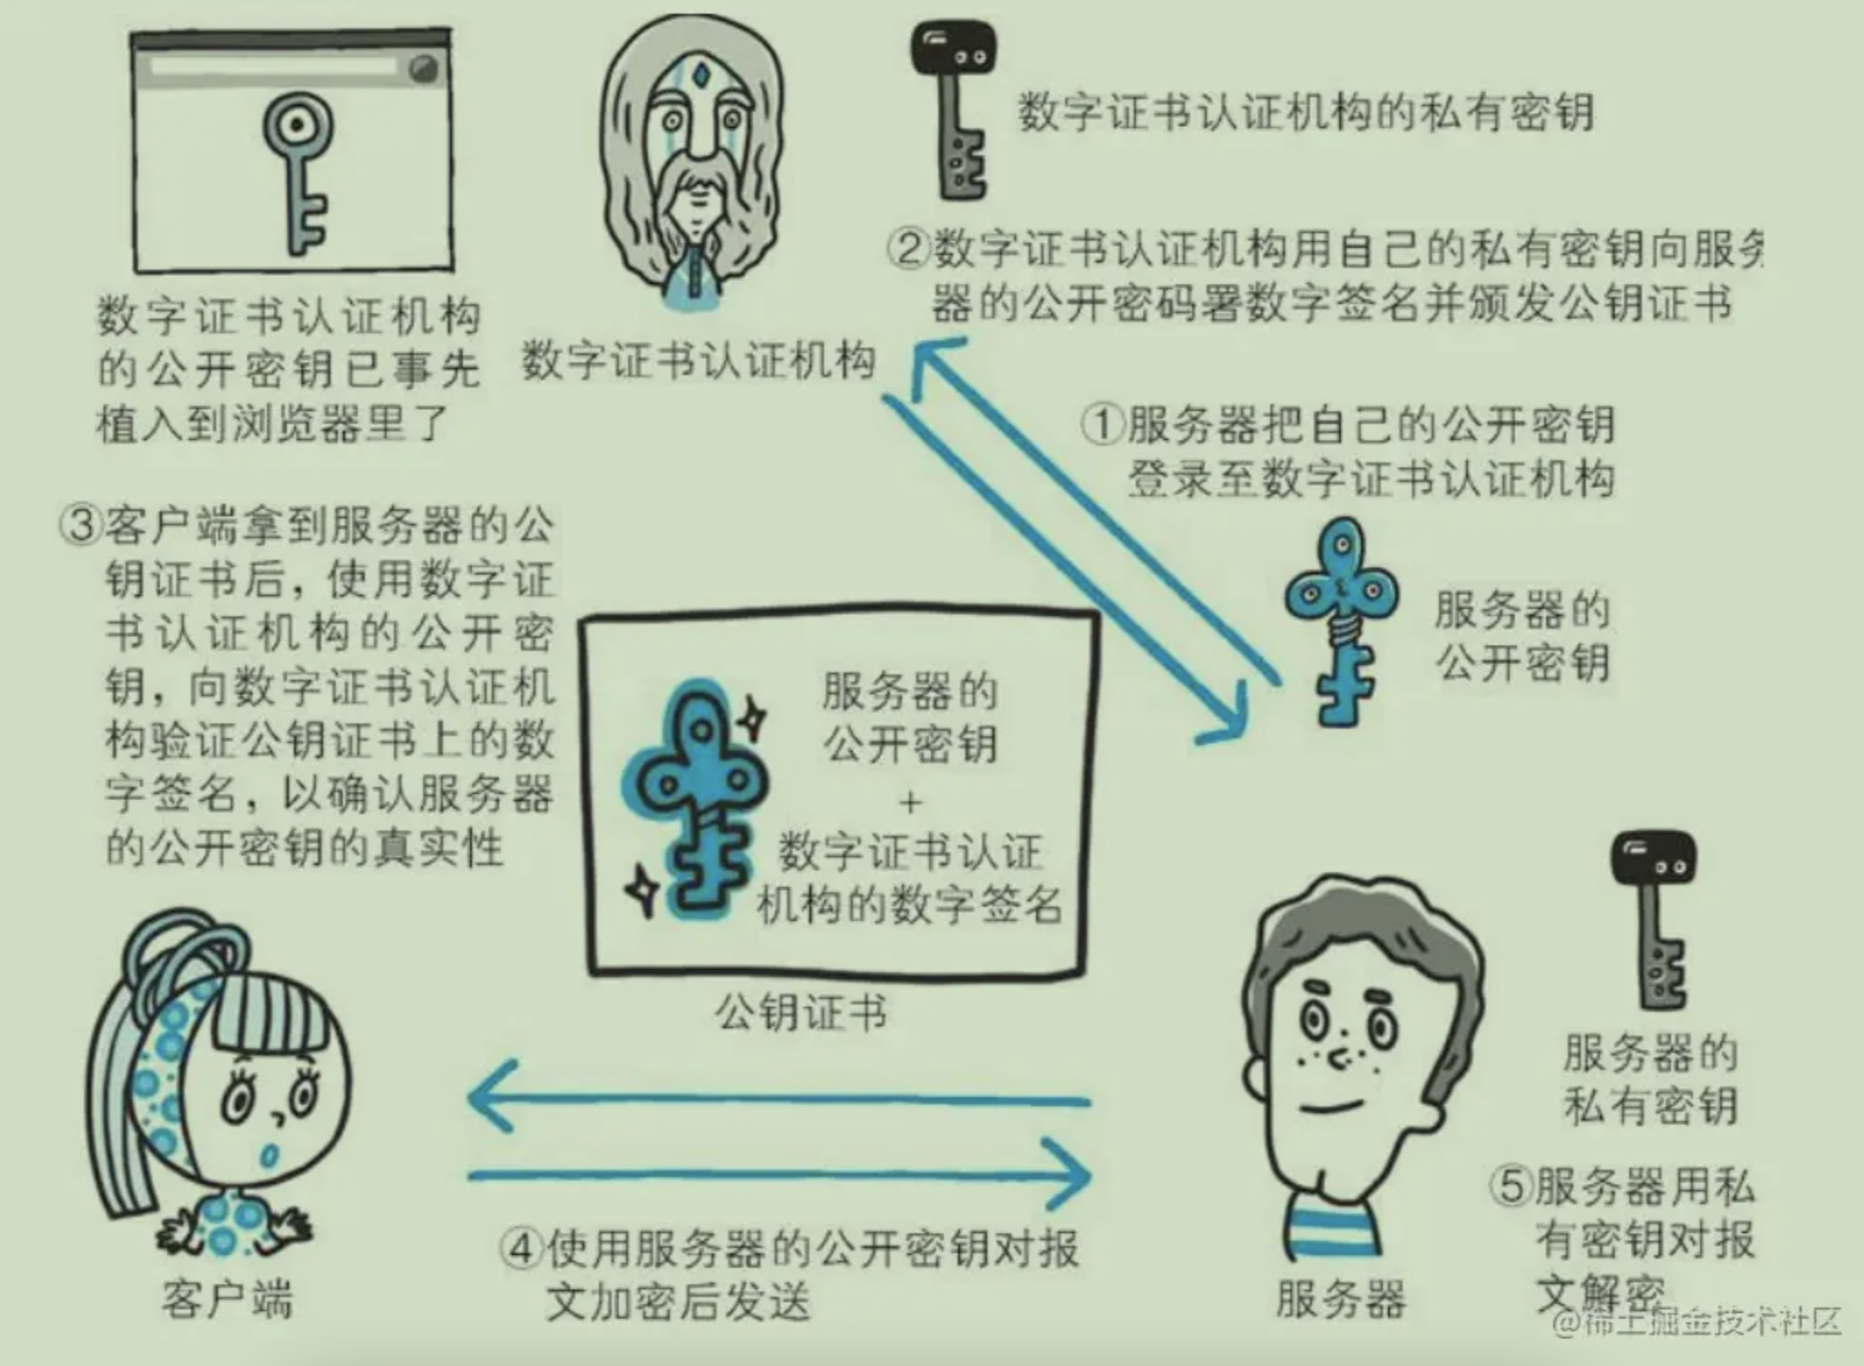 数字证书认证机构的私有密钥
②数字证书认证机构用自己的私有密钥向服务
器的公开密码署数字签名并颁发公钥证书
数字证书认证机构
的公开密钥已事先
植入到浏览器里了
数字证书认证机构
①服务器把自己的公开密钥
登录至数字证书认证机构
③客户端拿到服务器的公
钥证书后，使用数字证
书认证机构的公开密
钥，向数字证书认证机
构验证公钥证书上的数
字签名，以确认服务器
的公开密钥的真实性
服务器的
公开密钥
服务器的
公开密钥
+
数字证书认证
机构的数字签名
公钥证书
服务器的
私有密钥
④使用服务器的公开密钥对报
文加密后发送
⑤服务器用私
有密钥对报
文解密
客户端
服务器
@稀土掘金技术社区